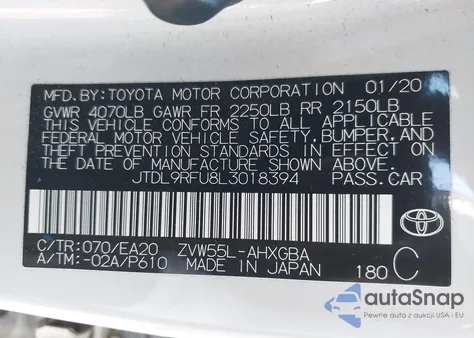 MFD.BY:TOYOTA MOTOR CORPORATION 01/20
GVWR 4070LB GAWR FR 2250LB RR 2150LB
THIS VEHICLE CONFORMS TO ALL APPLICABLE
FEDERAL MOTOR VEHICLE SAFETY,BUMPER,AND
THEFT PREVENTION STANDARDS IN EFFECT ON THE
DATE OF MANUFACTURE SHOWN ABOVE.
JTDL9RFU8L3018394 PASS.CAR
C/TR:070/EA20 ZVW55L-AHXGBA
A/TM:-02A/P610 MADE IN JAPAN 180 C
TOYOTA
autoSnap
Pewne auta z USA i EU